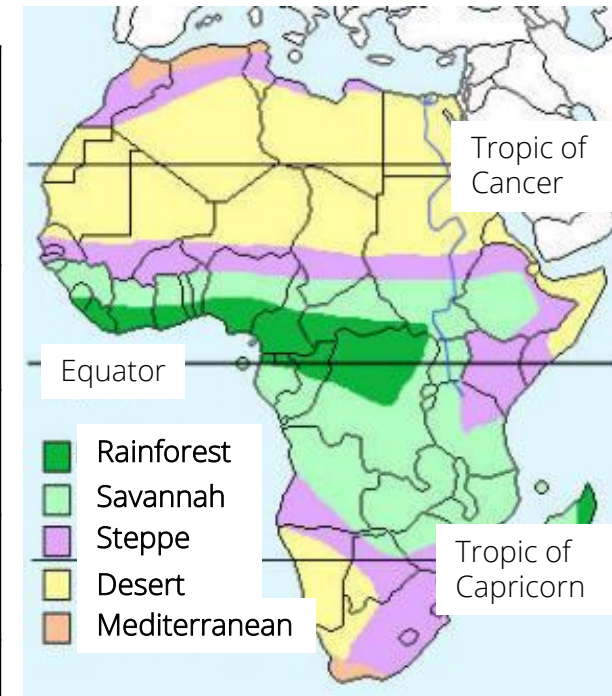 Tropic of
Cancer
Equator
Rainforest
Savannah
Steppe
Desert
Mediterranean
Tropic of
Capricorn